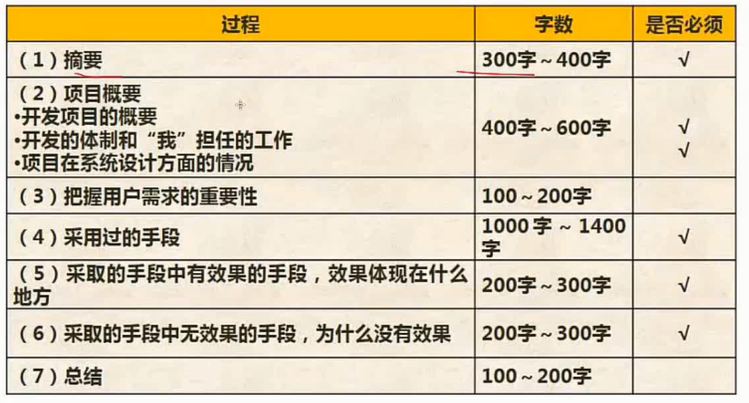 过程 字数 是否必须
（1）摘要 300字～400字 √
（2）项目概要
•开发项目的概要
•开发的体制和“我”担任的工作
•项目在系统设计方面的情况
400字～600字
√
√
（3）把握用户需求的重要性 100～200字
（4）采用过的手段
1000字～1400
字
√
（5）采取的手段中有效果的手段，效果体现在什么
地方
200字～300字 √
（6）采取的手段中无效果的手段，为什么没有效果 200字～300字 √
（7）总结 100～200字